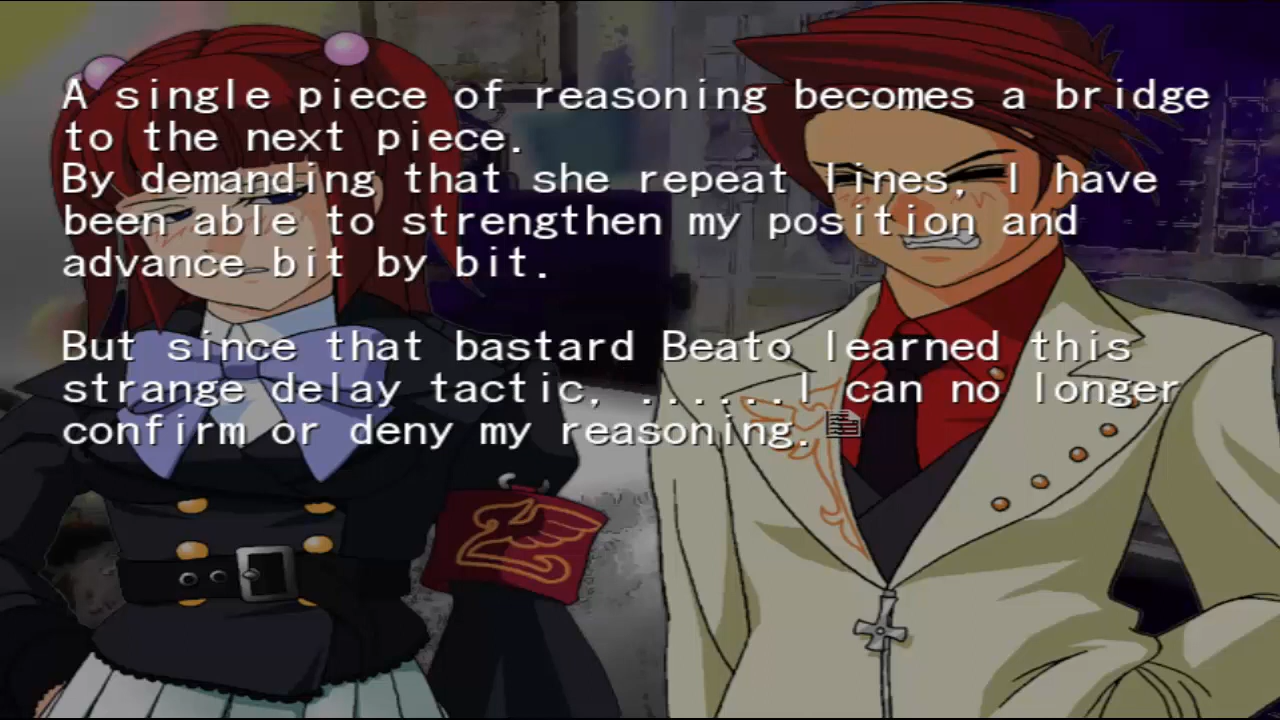 A single piece of reasoning becomes a bridge
to the next piece.
By demanding that she repeat lines, I have
been able to strengthen my position and
advance bit by bit.
But since that bastard Beato learned this
strange delay tactic, ......I can no longer
confirm or deny my reasoning.